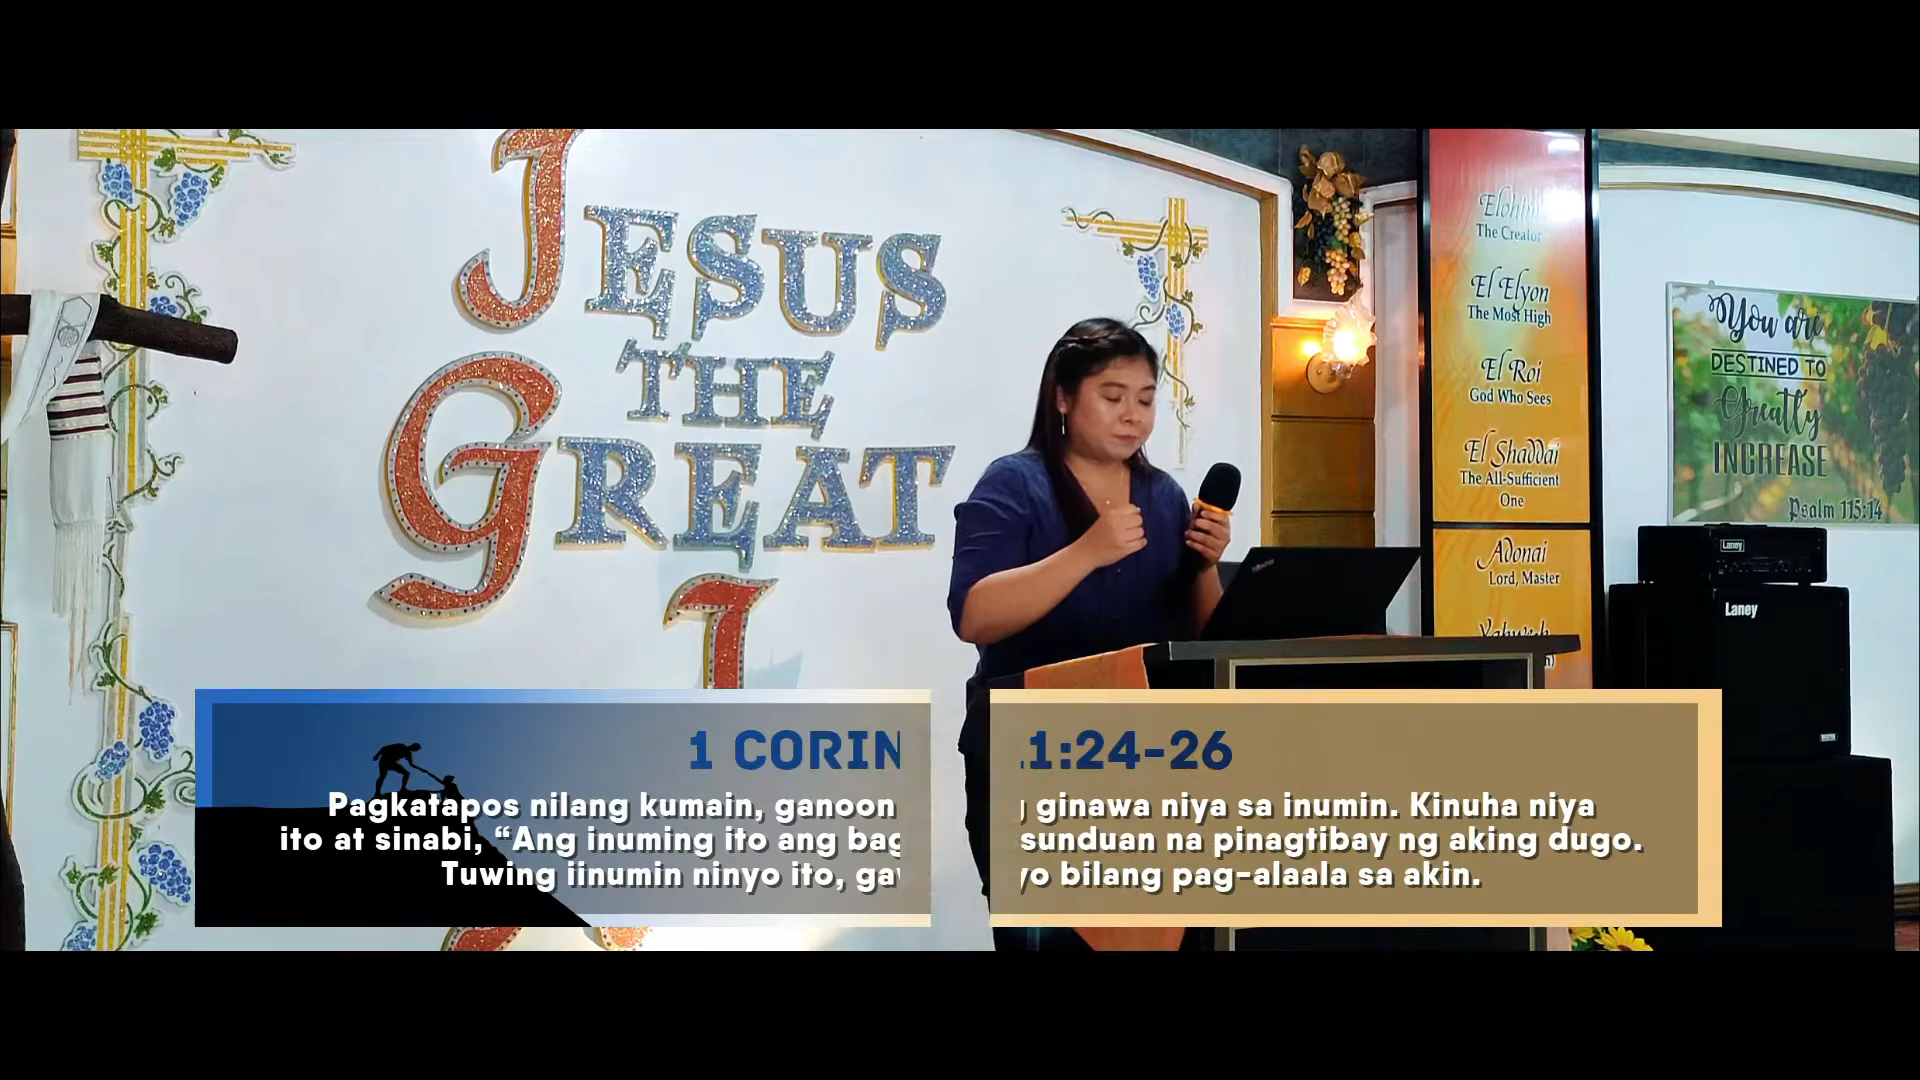 JESUS
THE
GREAT
I
Elohim
The Creator
El Elyon
The Most High
El Roi
God Who Sees
El Shaddai
The All-Sufficient
One
Adonai
Lord, Master
You are
DESTINED TO
Greatly
INCREASE
Psalm 115:14
Laney
Laney
1 CORIN 1:24-26
Pagkatapos nilang kumain, ganoon ginawa niya sa inumin. Kinuha niya
ito at sinabi, “Ang inuming ito ang bag sunduan na pinagtibay ng aking dugo.
Tuwing iinumin ninyo ito, ga yo bilang pag-alaala sa akin.